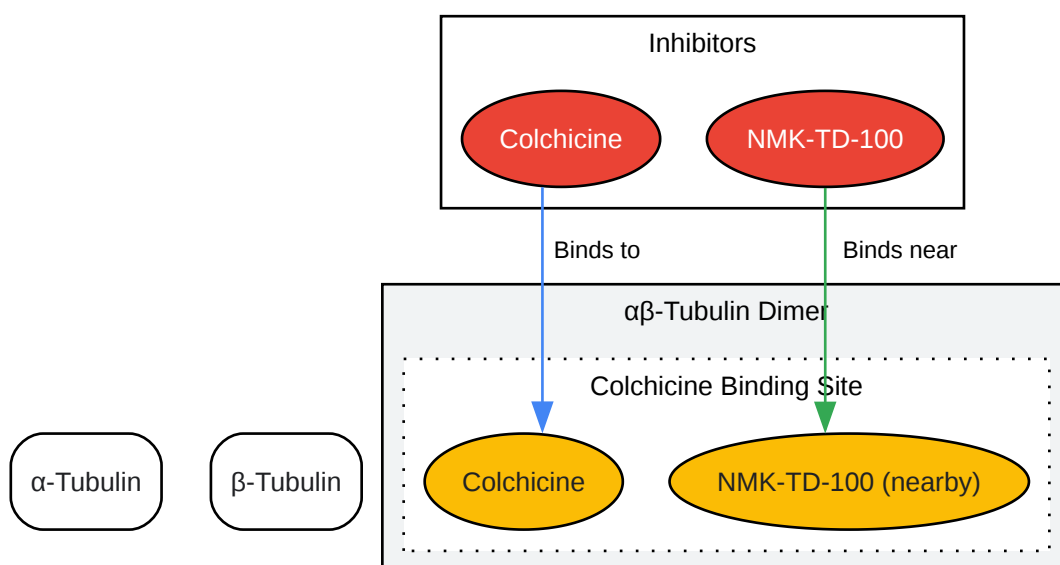 Inhibitors
Colchicine
NMK-TD-100
Binds to
Binds near
αβ-Tubulin Dimer
Colchicine Binding Site
α-Tubulin
β-Tubulin
Colchicine
NMK-TD-100 (nearby)